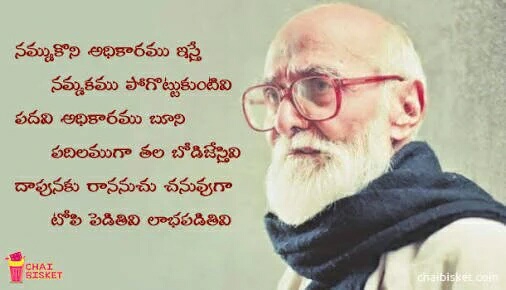 నమ్ముకొని అధికారము ఇస్తే
నమ్మకము పోగొట్టుకుంటివి
పదవి అధికారము బూని
పదిలముగా తల బోడిజేస్తివి
దాపునకు రాననుచు చనువుగా
టోపి పెడితివి లాభపడితివి
CHAI
BISKET
chaibisket.com